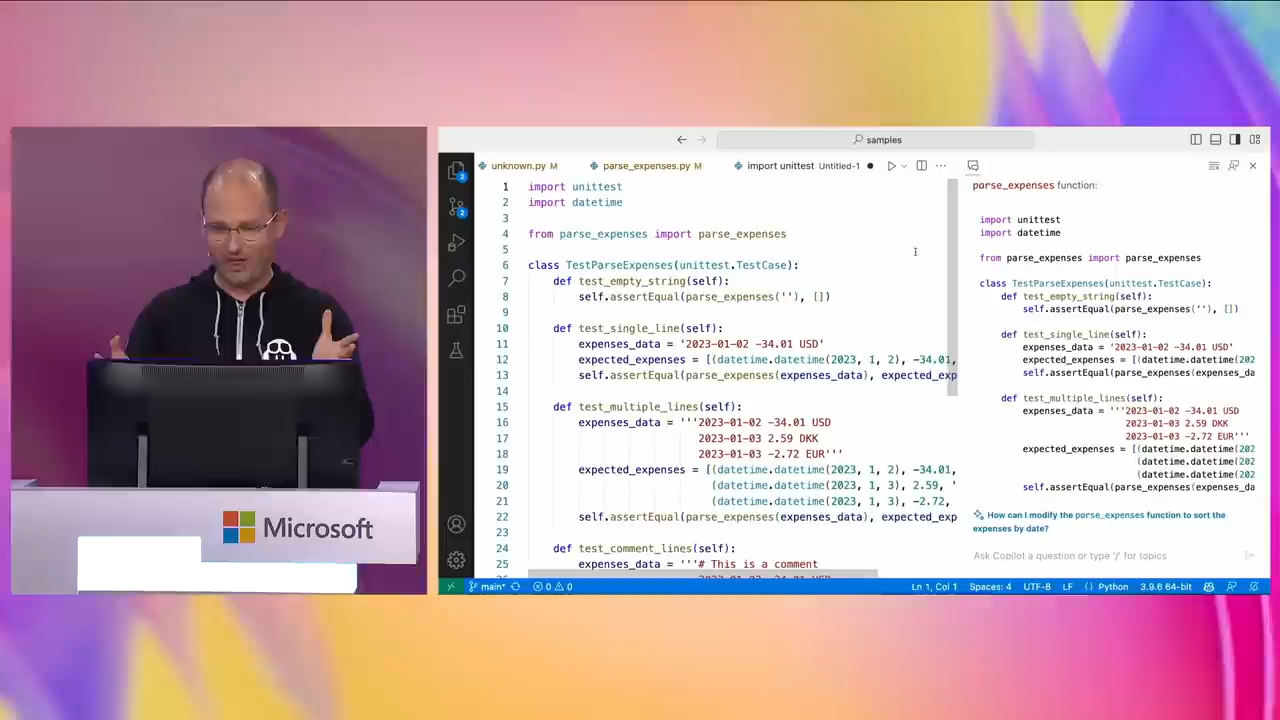 Microsoft
samples
unknown.py M
parse_expenses.py M
import unittest Untitled-1
1 import unittest
2 import datetime
3
4 from parse_expenses import parse_expenses
5
6 class TestParseExpenses(unittest.TestCase):
7 def test_empty_string(self):
8 self.assertEqual(parse_expenses(''), [])
9
10 def test_single_line(self):
11 expenses_data = '2023-01-02 -34.01 USD'
12 expected_expenses = [(datetime.datetime(2023, 1, 2), -34.01,
13 self.assertEqual(parse_expenses(expenses_data), expected_exp
14
15 def test_multiple_lines(self):
16 expenses_data = '''2023-01-02 -34.01 USD
17 2023-01-03 2.59 DKK
18 2023-01-03 -2.72 EUR'''
19 expected_expenses = [(datetime.datetime(2023, 1, 2), -34.01,
20 (datetime.datetime(2023, 1, 3), 2.59, '
21 (datetime.datetime(2023, 1, 3), -2.72,
22 self.assertEqual(parse_expenses(expenses_data), expected_exp
23
24 def test_comment_lines(self):
25 expenses_data = '''# This is a comment
parse_expenses function:
import unittest
import datetime
from parse_expenses import parse_expenses
class TestParseExpenses(unittest.TestCase):
def test_empty_string(self):
self.assertEqual(parse_expenses(''), [])
def test_single_line(self):
expenses_data = '2023-01-02 -34.01 USD
expected_expenses = [(datetime.datetime(202
self.assertEqual(parse_expenses(expenses_da
def test_multiple_lines(self):
expenses_data = '''2023-01-02 -34.01 USD
2023-01-03 2.59 DKK
2023-01-03 -2.72 EUR'''
expected_expenses = [(datetime.datetime(202
(datetime.datetime(202
(datetime.datetime(202
self.assertEqual(parse_expenses(expenses_da
How can I modify the parse_expenses function to sort the
expenses by date?
Ask Copilot a question or type '/' for topics
main* 0 0 Ln 1, Col 1 Spaces: 4 UTF-8 LF Python 3.9.6 64-bit